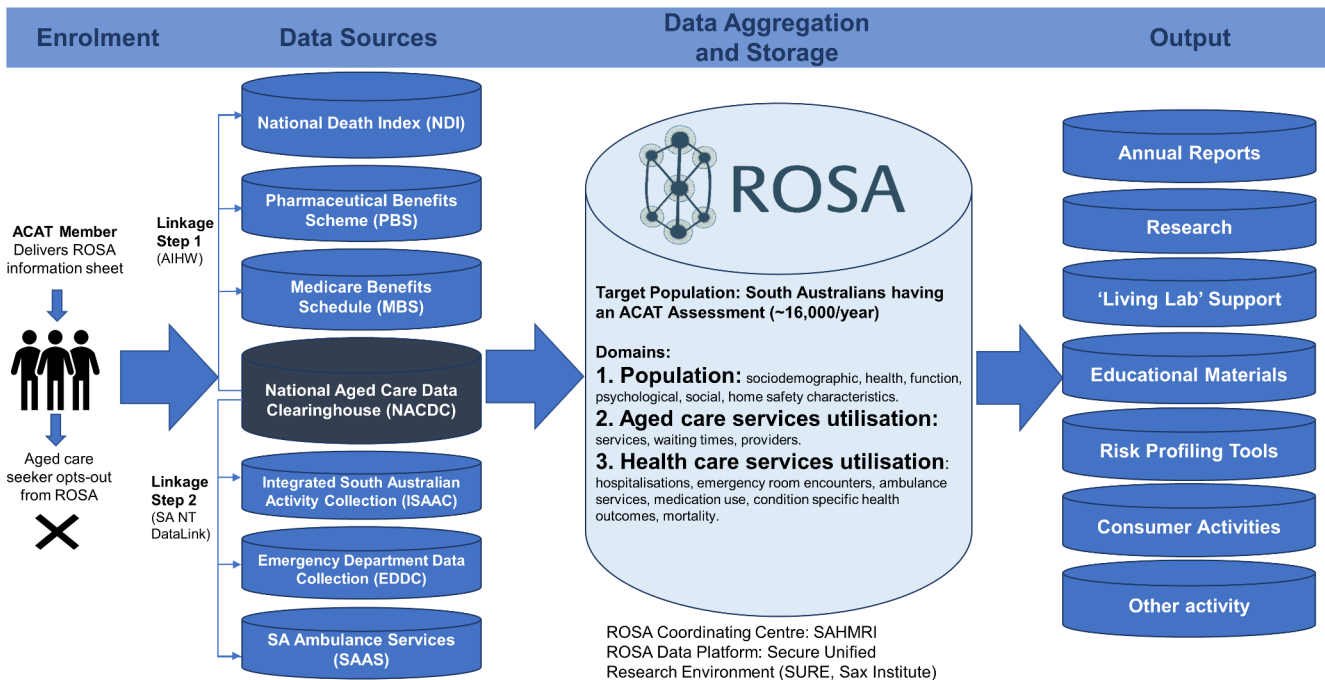 Enrolment
Data Sources
Data Aggregation
and Storage
Output
ACAT Member
Delivers ROSA
information sheet
Aged care
seeker opts-out
from ROSA
Linkage
Step 1
(AIHW)
Linkage
Step 2
(SA NT
DataLink)
National Death Index (NDI)
Pharmaceutical Benefits
Scheme (PBS)
Medicare Benefits
Schedule (MBS)
National Aged Care Data
Clearinghouse (NACDC)
Integrated South Australian
Activity Collection (ISAAC)
Emergency Department Data
Collection (EDDC)
SA Ambulance Services
(SAAS)
ROSA
Target Population: South Australians having
an ACAT Assessment (~16,000/year)
Domains:
1. Population: sociodemographic, health, function,
psychological, social, home safety characteristics.
2. Aged care services utilisation:
services, waiting times, providers.
3. Health care services utilisation:
hospitalisations, emergency room encounters, ambulance
services, medication use, condition specific health
outcomes, mortality.
ROSA Coordinating Centre: SAHMRI
ROSA Data Platform: Secure Unified
Research Environment (SURE, Sax Institute)
Annual Reports
Research
‘Living Lab’ Support
Educational Materials
Risk Profiling Tools
Consumer Activities
Other activity